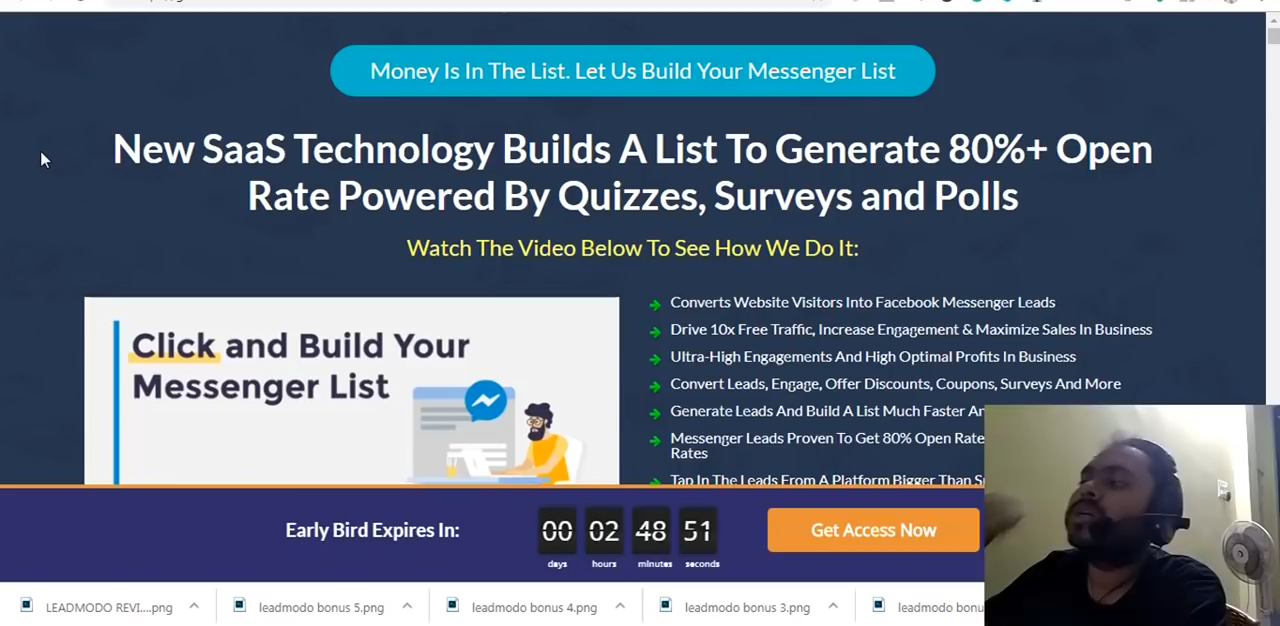 Money Is In The List. Let Us Build Your Messenger List
New SaaS Technology Builds A List To Generate 80%+ Open
Rate Powered By Quizzes, Surveys and Polls
Watch The Video Below To See How We Do It:
Click and Build Your
Messenger List
Converts Website Visitors Into Facebook Messenger Leads
Drive 10x Free Traffic, Increase Engagement & Maximize Sales In Business
Ultra-High Engagements And High Optimal Profits In Business
Convert Leads, Engage, Offer Discounts, Coupons, Surveys And More
Generate Leads And Build A List Much Faster
Messenger Leads Proven To Get 80% Open Rate
Rates
Tap In The Leads From A Platform Bigger Than
Early Bird Expires In:
00 02 48 51
days hours minutes seconds
Get Access Now
LEADMODO REVI....png
leadmodo bonus 5.png
leadmodo bonus 4.png
leadmodo bonus 3.png
leadmodo